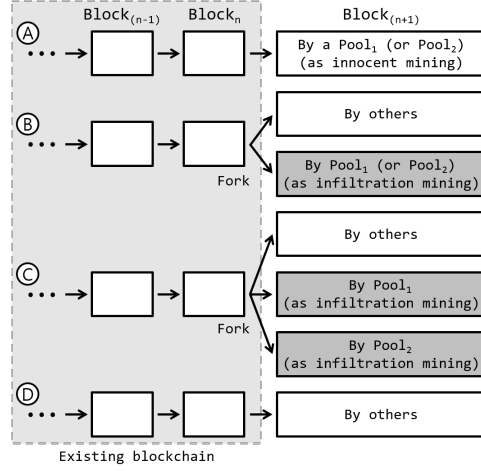 Block₍ₙ₋₁₎ Blockₙ Block₍ₙ₊₁₎
Ⓐ
••• By a Pool₁ (or Pool₂)
(as innocent mining)
Ⓑ
By others
•••
By Pool₁ (or Pool₂)
(as infiltration mining)
Fork
By others
Ⓒ
••• By Pool₁
(as infiltration mining)
Fork
By Pool₂
(as infiltration mining)
Ⓓ
••• By others
Existing blockchain